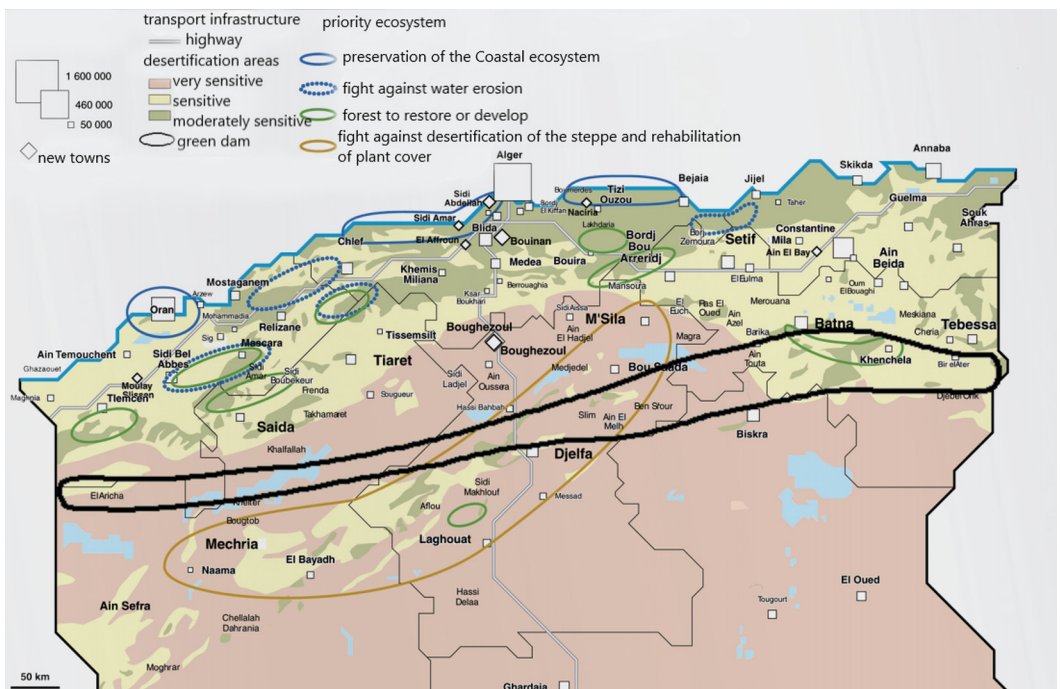 transport infrastructure
highway
desertification areas
very sensitive
sensitive
moderately sensitive
green dam
1 600 000
460 000
50 000
new towns
priority ecosystem
preservation of the Coastal ecosystem
fight against water erosion
forest to restore or develop
fight against desertification of the steppe and rehabilitation
of plant cover
Alger
Annaba
Skikda
Jijel
Bejaia
Tizi
Ouzou
Boumerdes
Naciria
Lakhdaria
Bordj
El Kiffan
Sidi
Abdellah
Sidi Amar
Taher
Guelma
Souk
Ahras
Constantine
Mila
Ain El Bay
Setif
Borj
Zemoura
Bordj
Bou
Arreridj
Blida
Bouinan
El Affroun
Chlef
Medea
Bouira
Mansoura
El Eulma
Oum
El Bouaghi
Ain
Beida
Khemis
Miliana
Berrouaghia
Ksar
Boukhari
Mostaganem
Arzew
Oran
Mohammadia
Relizane
Sig
Mascara
Tissemsilt
Boughezoul
Boughezoul
Sidi Aissa
Ain
El Hadjel
M'Sila
El
Euch
Ras El
Oued
Ain
Azel
Merouana
Magra
Barika
Batna
Meskiana
Cheria
Tebessa
Khenchela
Bir el Ater
Djebel Onk
Ain
Touta
Ain Temouchent
Ghazaouet
Sidi Bel
Abbes
Moulay
Slissen
Tlemcen
Maghnia
Sidi
Amar
Sidi
Boubekeur
Frenda
Tiaret
Sougueur
Takhamaret
Saida
Khalfallah
Sidi
Ladjel
Ain
Oussera
Hassi Bahbah
Medjedel
Bou Saada
Slim
Ain El
Melh
Ben S'rour
Biskra
Djelfa
El Aricha
Bougtob
Mechria
Naama
El Bayadh
Aflou
Sidi
Makhlouf
Messad
Laghouat
Ain Sefra
Chellalah
Dahrania
Moghrar
Hassi
Delaa
El Oued
Tougourt
Ghardaia
50 km